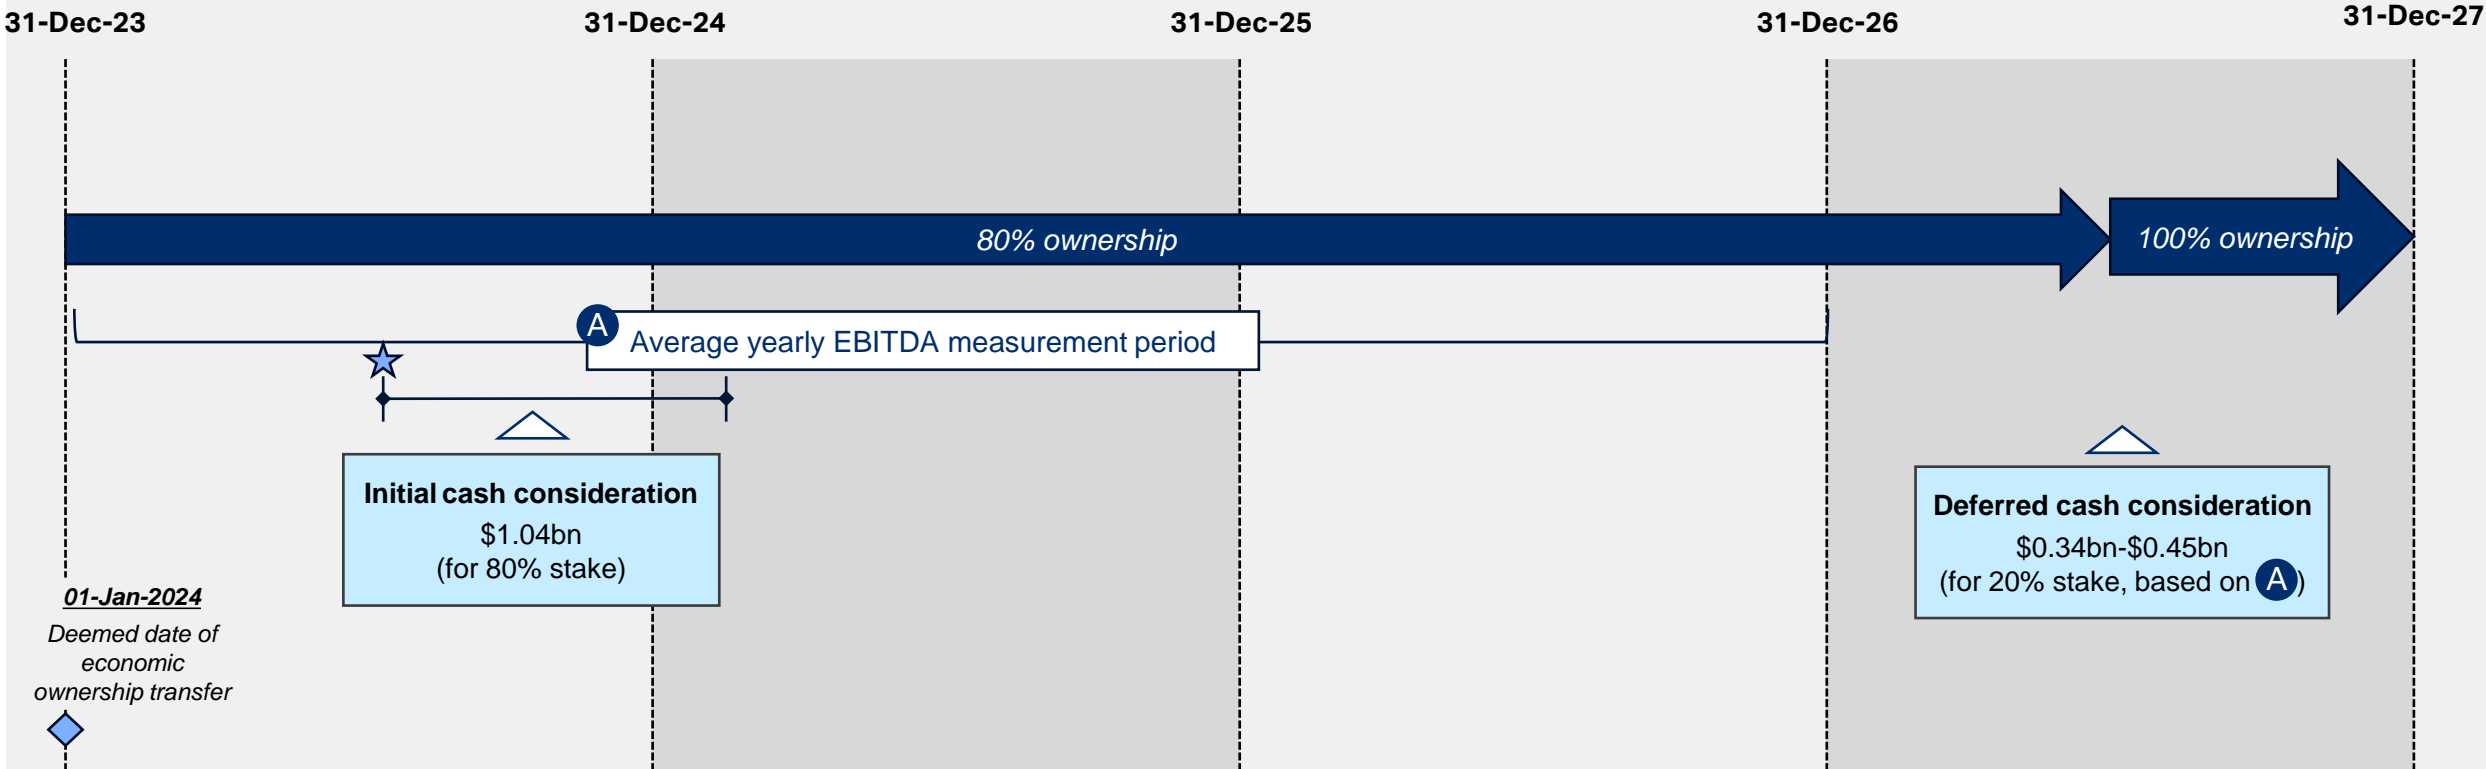 31-Dec-23
31-Dec-24
31-Dec-25
31-Dec-26
31-Dec-27
80% ownership
100% ownership
A
Average yearly EBITDA measurement period
Initial cash consideration
$1.04bn
(for 80% stake)
Deferred cash consideration
$0.34bn-$0.45bn
(for 20% stake, based on A)
01-Jan-2024
Deemed date of
economic
ownership transfer